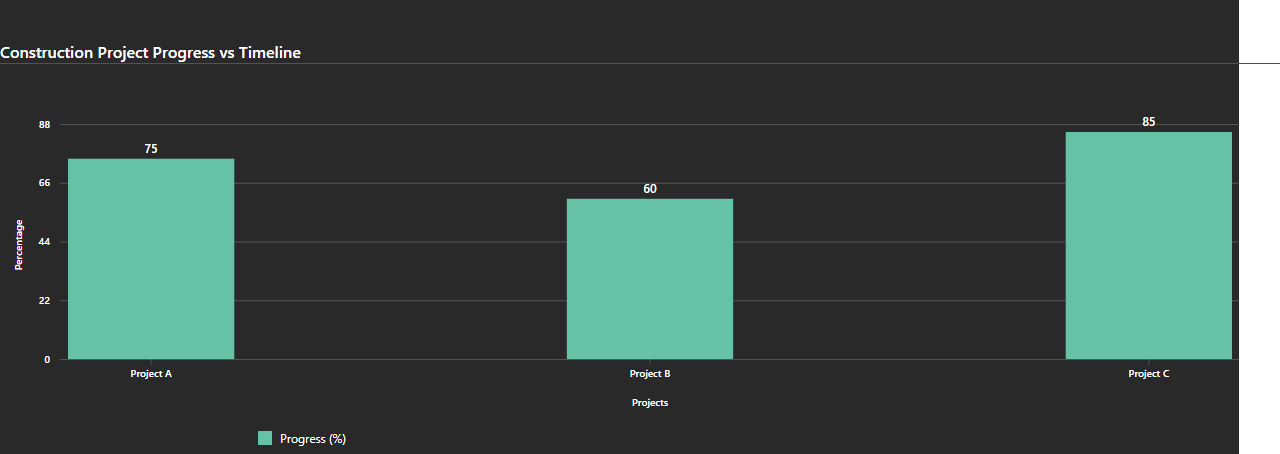 Construction Project Progress vs Timeline
88
66
44
22
0
Percentage
75
60
85
Project A
Project B
Project C
Projects
Progress (%)